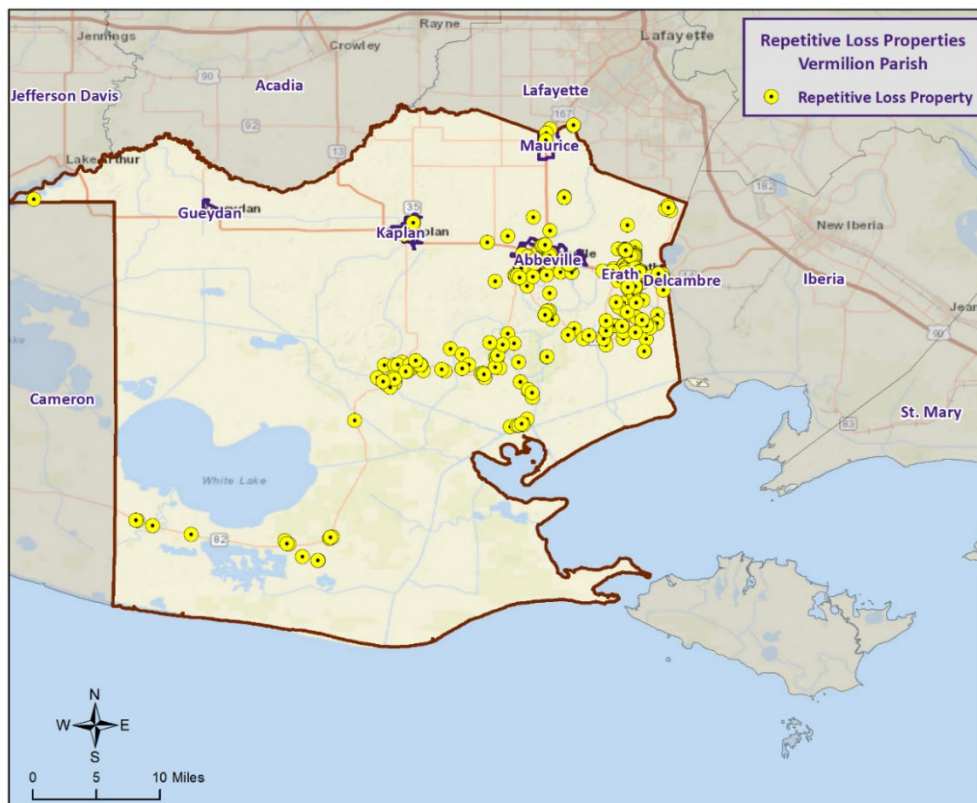 Rayne
Jennings
Crowley
Lafayette
Repetitive Loss Properties
Vermilion Parish
Repetitive Loss Property
90
Acadia
Jefferson Davis
Lafayette
167
92
13
Maurice
Lake
182
35
Gueydan
Kaplan
New Iberia
Abbeville
Erath
Delcambre
Iberia
14
90
Cameron
St. Mary
83
White Lake
82
N
W
E
S
0
5
10 Miles